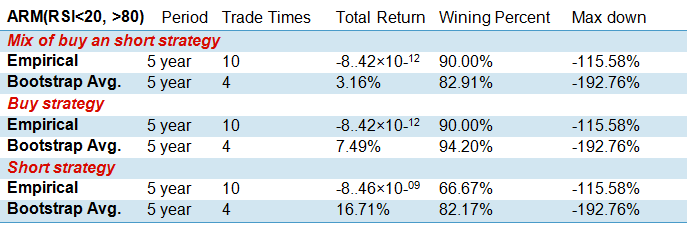 ARM(RSI<20, >80) Period Trade Times Total Return Wining Percent Max down
Mix of buy an short strategy
Empirical 5 year 10 -8..42×10-12 90.00% -115.58%
Bootstrap Avg. 5 year 4 3.16% 82.91% -192.76%
Buy strategy
Empirical 5 year 10 -8..42×10-12 90.00% -115.58%
Bootstrap Avg. 5 year 4 7.49% 94.20% -192.76%
Short strategy
Empirical 5 year 10 -8..46×10-09 66.67% -115.58%
Bootstrap Avg. 5 year 4 16.71% 82.17% -192.76%